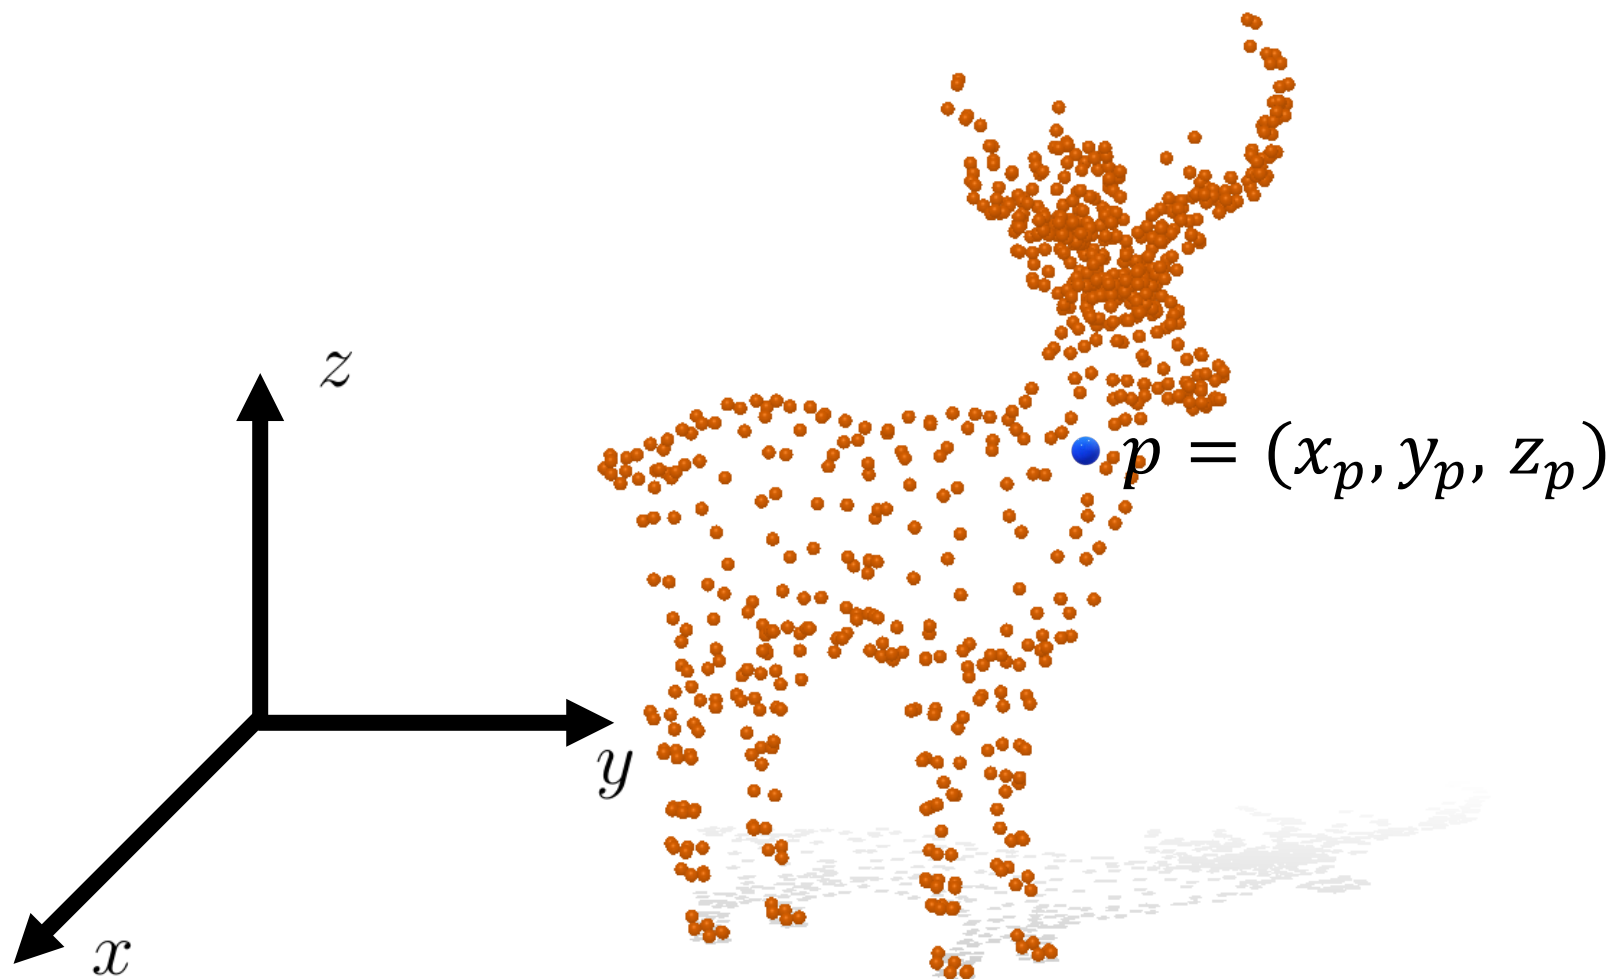 z
p = (x_p, y_p, z_p)
y
x